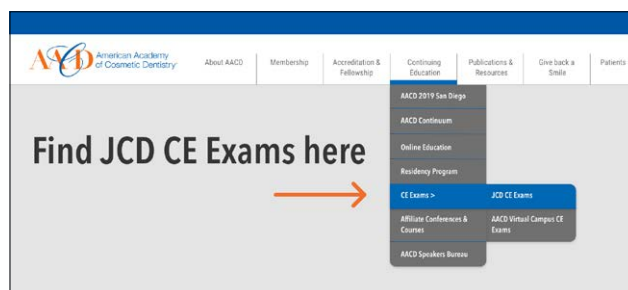 AACD
American Academy
of Cosmetic Dentistry
About AACD
Membership
Accreditation &
Fellowship
Continuing
Education
Publications &
Resources
Give back a
Smile
Patients
Find JCD CE Exams here
AACD 2019 San Diego
AACD Continuum
Online Education
Residency Program
CE Exams >
JCD CE Exams
Affiliate Conferences &
Courses
AACD Virtual Campus CE
Exams
AACD Speakers Bureau